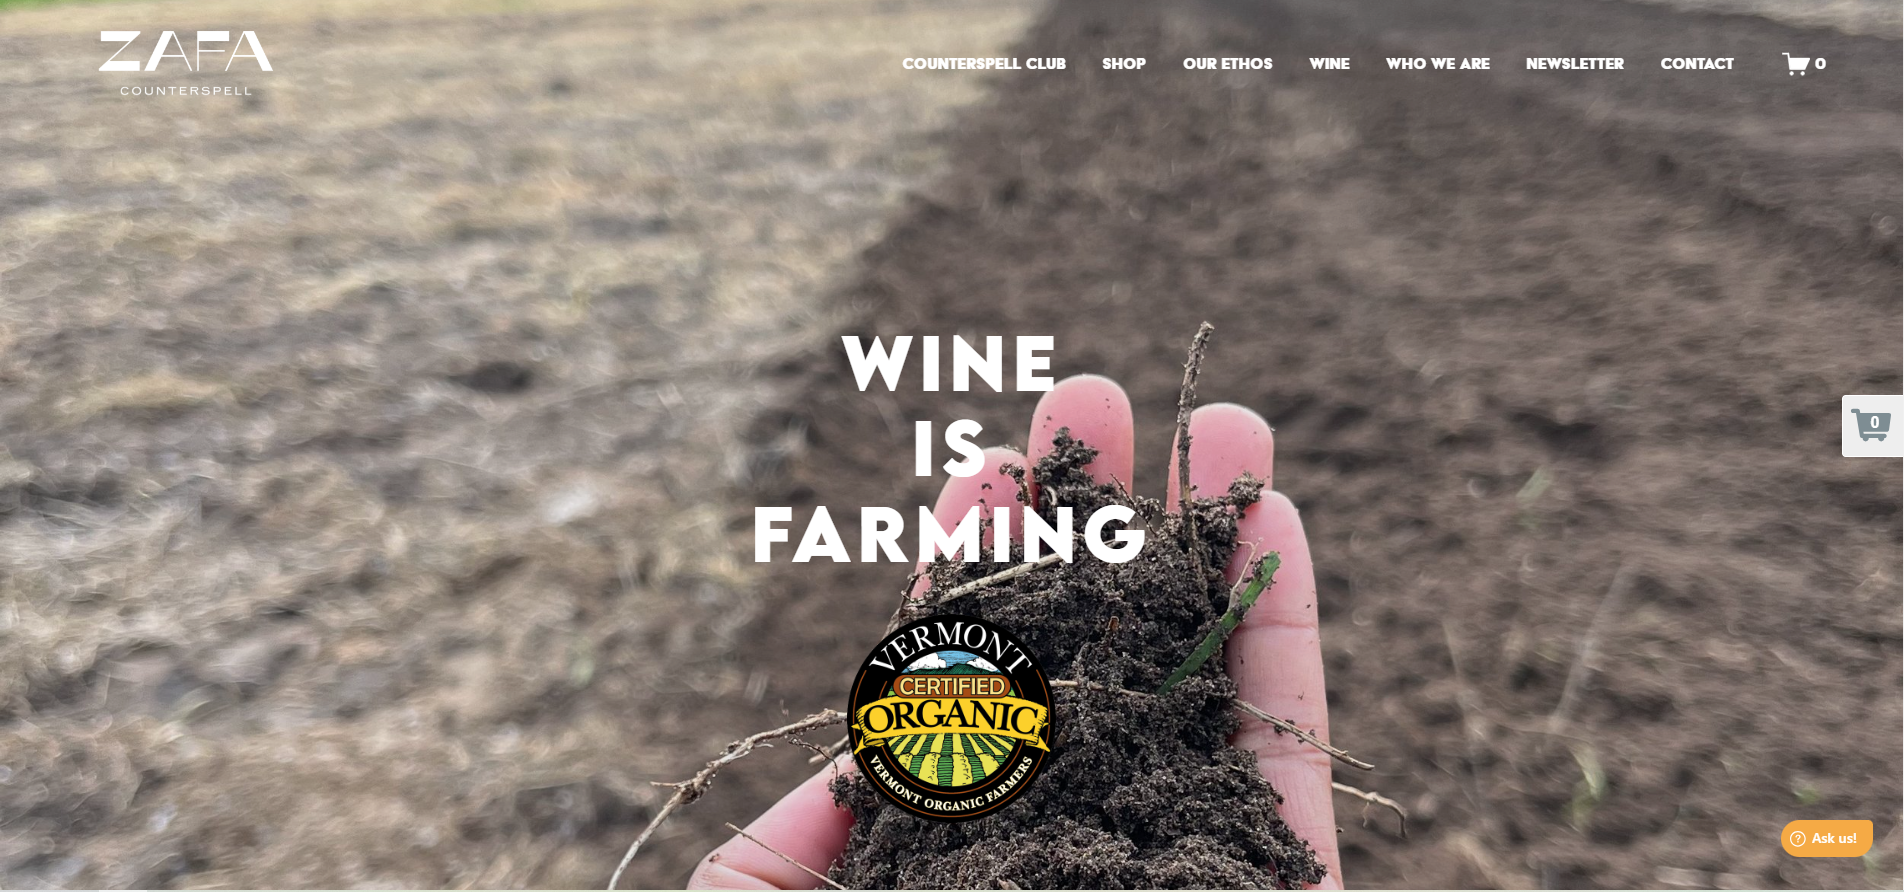 ZAFA
COUNTERSPELL
COUNTERSPELL CLUB SHOP OUR ETHOS WINE WHO WE ARE NEWSLETTER CONTACT 0
WINE
IS
FARMING
0
VERMONT
CERTIFIED
ORGANIC
VERMONT ORGANIC FARMERS
Ask us!